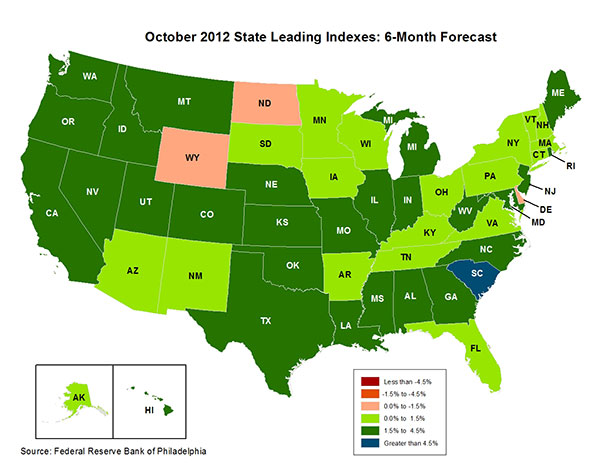 October 2012 State Leading Indexes: 6-Month Forecast
WA
MT
ND
MN
ME
OR
ID
WY
SD
WI
MI
MI
VT
NH
NY
MA
CT
RI
IA
NE
PA
NJ
NV
UT
CO
IL
IN
OH
DE
MD
CA
KS
MO
WV
VA
KY
NC
AZ
NM
OK
AR
TN
SC
TX
LA
MS
AL
GA
FL
AK
HI
Less than -4.5%
-1.5% to -4.5%
0.0% to -1.5%
0.0% to 1.5%
1.5% to 4.5%
Greater than 4.5%
Source: Federal Reserve Bank of Philadelphia